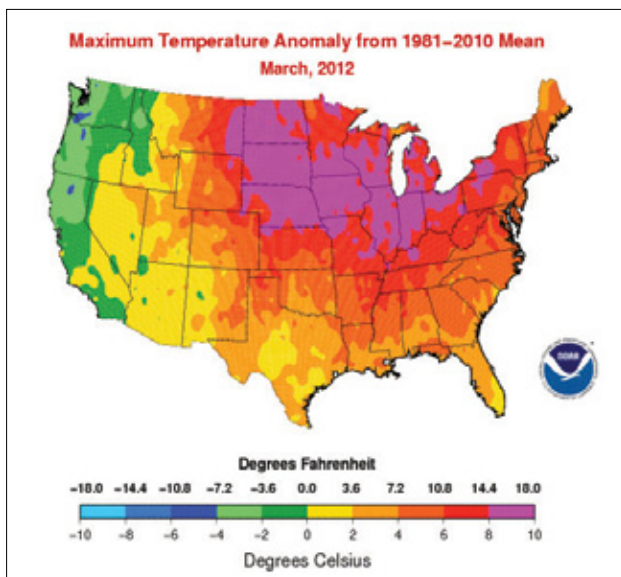 Maximum Temperature Anomaly from 1981-2010 Mean
March, 2012
NOAA
Degrees Fahrenheit
-18.0 -14.4 -10.8 -7.2 -3.6 0.0 3.6 7.2 10.8 14.4 18.0
-10 -8 -6 -4 -2 0 2 4 6 8 10
Degrees Celsius